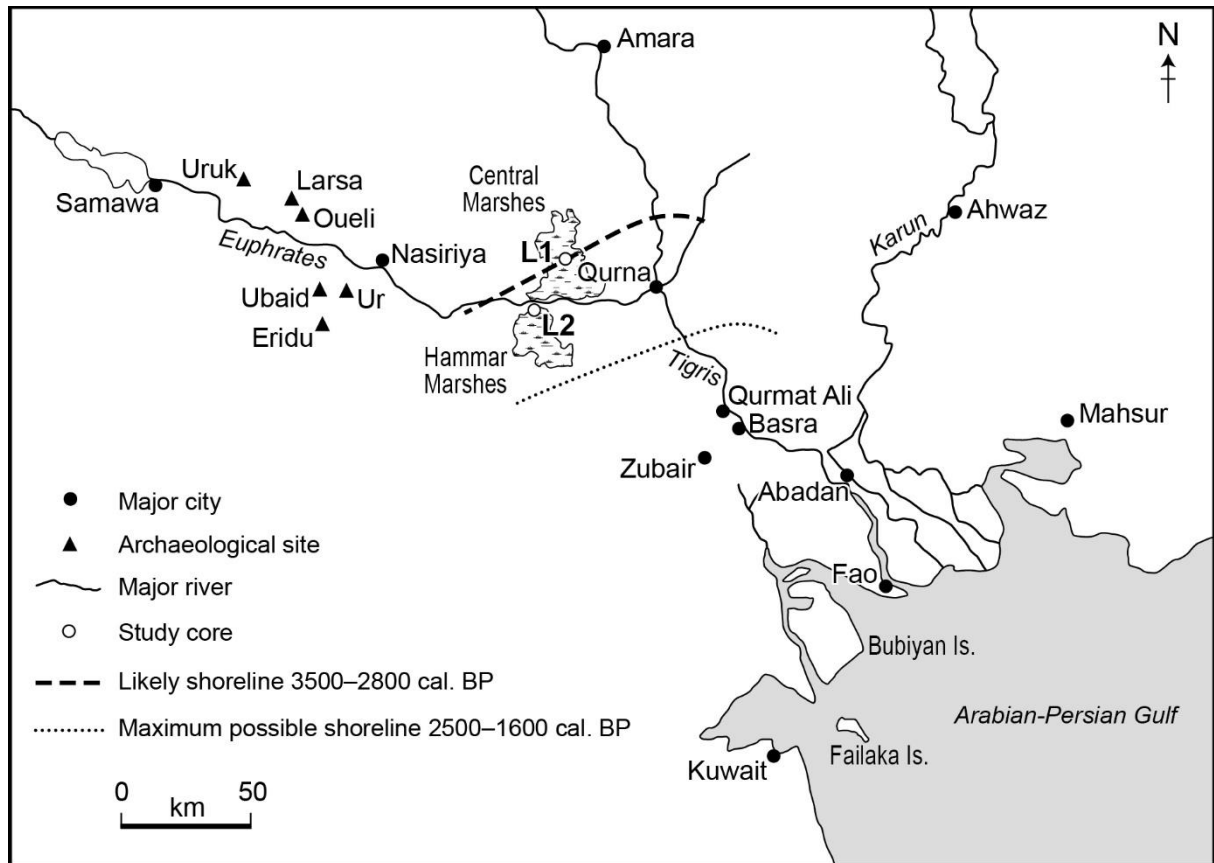 Amara
N
Uruk
Larsa
Central
Marshes
Samawa
Oueli
Ahwaz
Karun
Euphrates
Nasiriya
L1
Qurna
Ubaid
Ur
Eridu
L2
Hammar
Marshes
Tigris
Qurmat Ali
Basra
Mahsur
Zubair
Abadan
Major city
Archaeological site
Major river
Fao
Study core
Bubiyan Is.
Likely shoreline 3500–2800 cal. BP
Arabian-Persian Gulf
Maximum possible shoreline 2500–1600 cal. BP
Failaka Is.
Kuwait
0 50
km